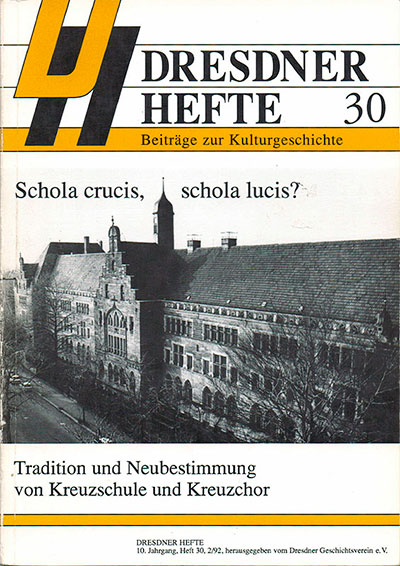 DRESDNER
HEFTE 30
Beiträge zur Kulturgeschichte
Schola crucis, schola lucis?
Tradition und Neubestimmung
von Kreuzschule und Kreuzchor
DRESDNER HEFTE
10. Jahrgang, Heft 30, 2/92, herausgegeben vom Dresdner Geschichtsverein e. V.